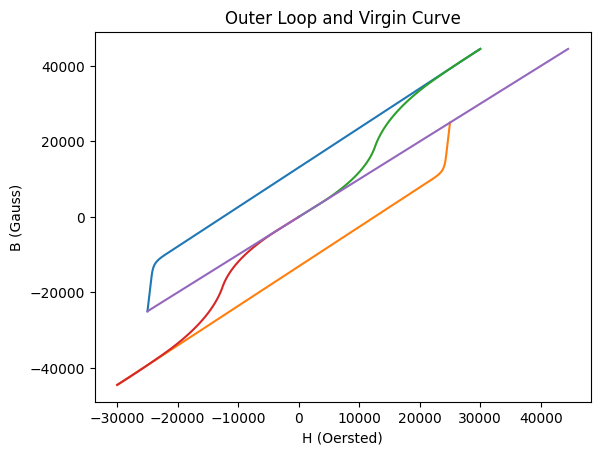 Outer Loop and Virgin Curve
B (Gauss)
40000
20000
0
−20000
−40000
−30000 −20000 −10000 0 10000 20000 30000 40000
H (Oersted)